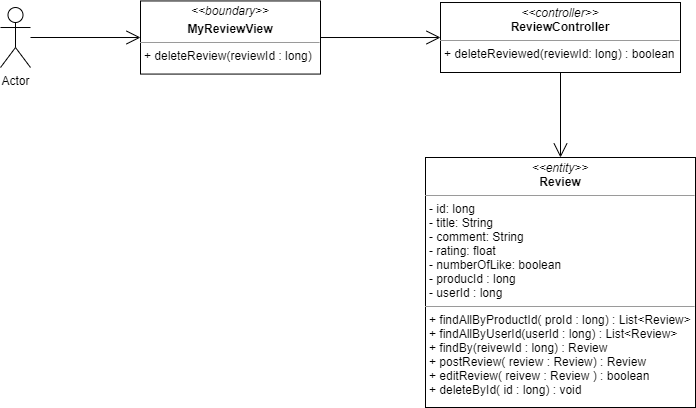 <<boundary>>
MyReviewView
+ deleteReview(reviewId : long)
<<controller>>
ReviewController
+ deleteReviewed(reviewId: long) : boolean
Actor
<<entity>>
Review
- id: long
- title: String
- comment: String
- rating: float
- numberOfLike: boolean
- producId : long
- userId : long
+ findAllByProductId( proId : long) : List<Review>
+ findAllByUserId(userId : long) : List<Review>
+ findBy(reivewId : long) : Review
+ postReview( review : Review) : Review
+ editReview( reivew : Review ) : boolean
+ deleteById( id : long) : void